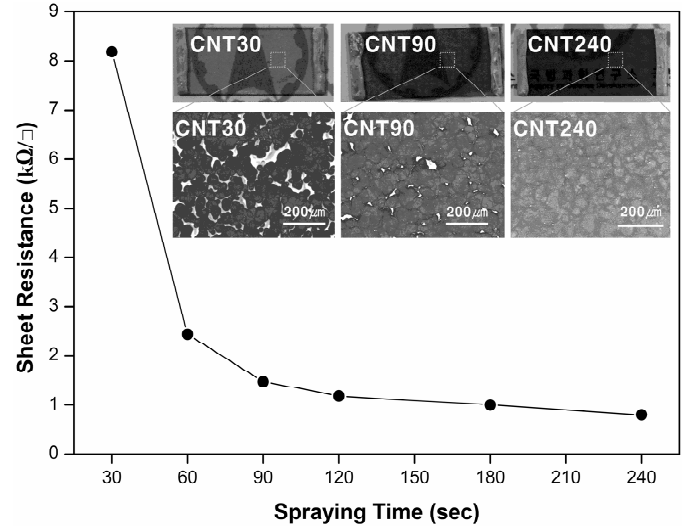 9
8
7
6
5
4
3
2
1
0
Sheet Resistance (kΩ/□)
CNT30
CNT90
CNT240
CNT30
CNT90
CNT240
200㎛
200㎛
200㎛
30
60
90
120
150
180
210
240
Spraying Time (sec)